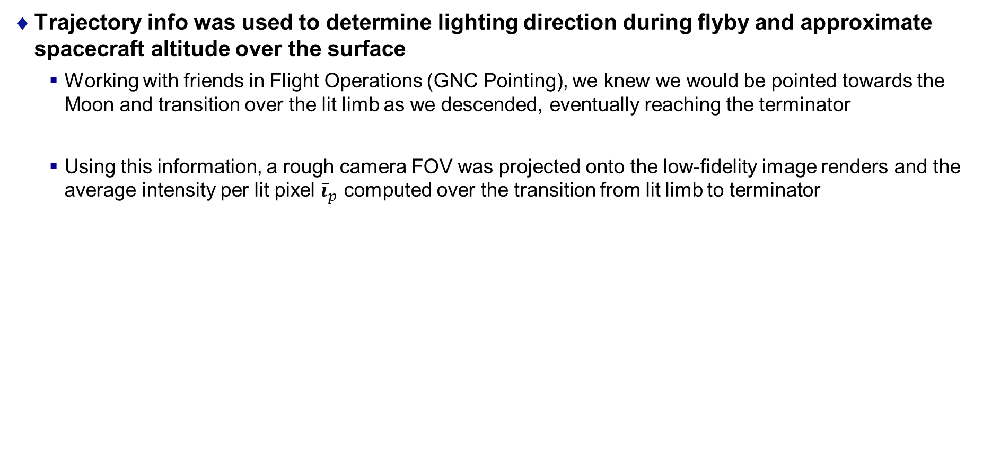 ♦ Trajectory info was used to determine lighting direction during flyby and approximate
spacecraft altitude over the surface
▪ Working with friends in Flight Operations (GNC Pointing), we knew we would be pointed towards the
Moon and transition over the lit limb as we descended, eventually reaching the terminator
▪ Using this information, a rough camera FOV was projected onto the low-fidelity image renders and the
average intensity per lit pixel ῑₚ computed over the transition from lit limb to terminator